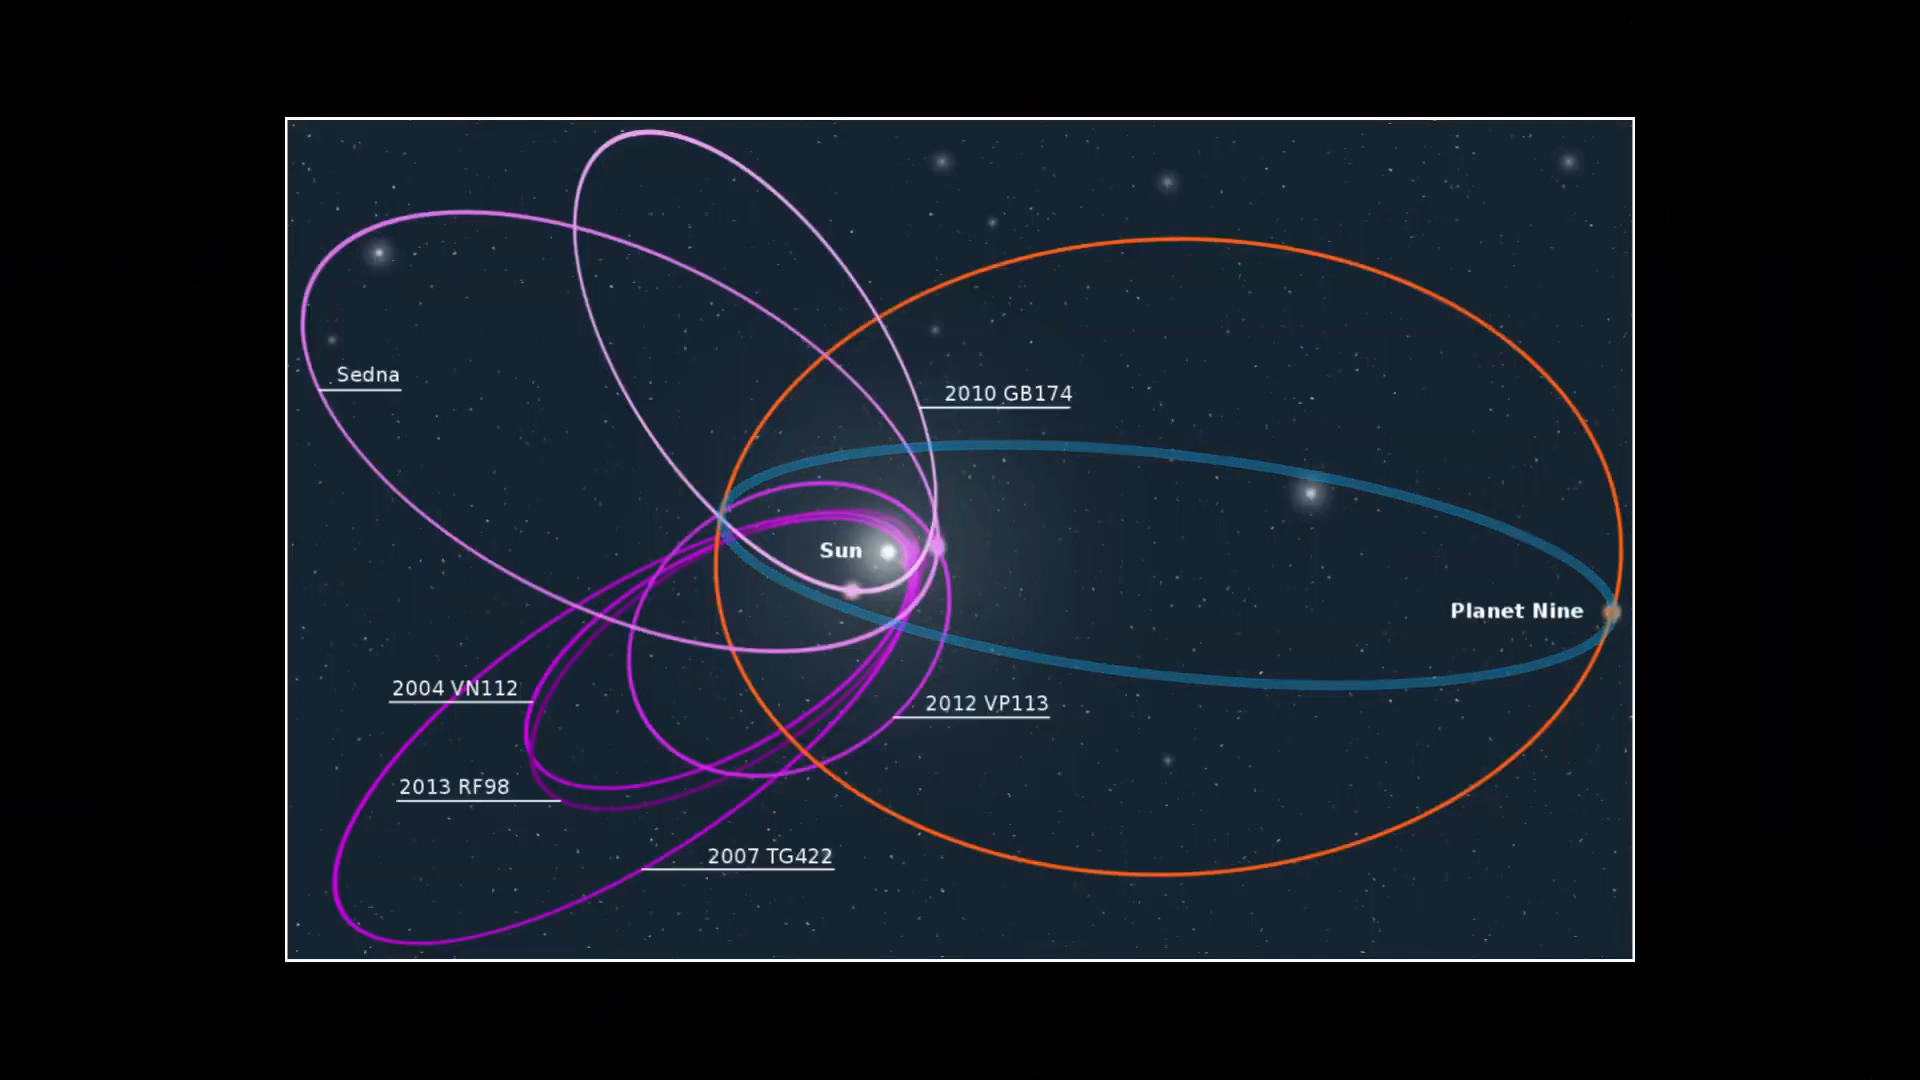 Sedna
2010 GB174
Sun
Planet Nine
2004 VN112
2012 VP113
2013 RF98
2007 TG422